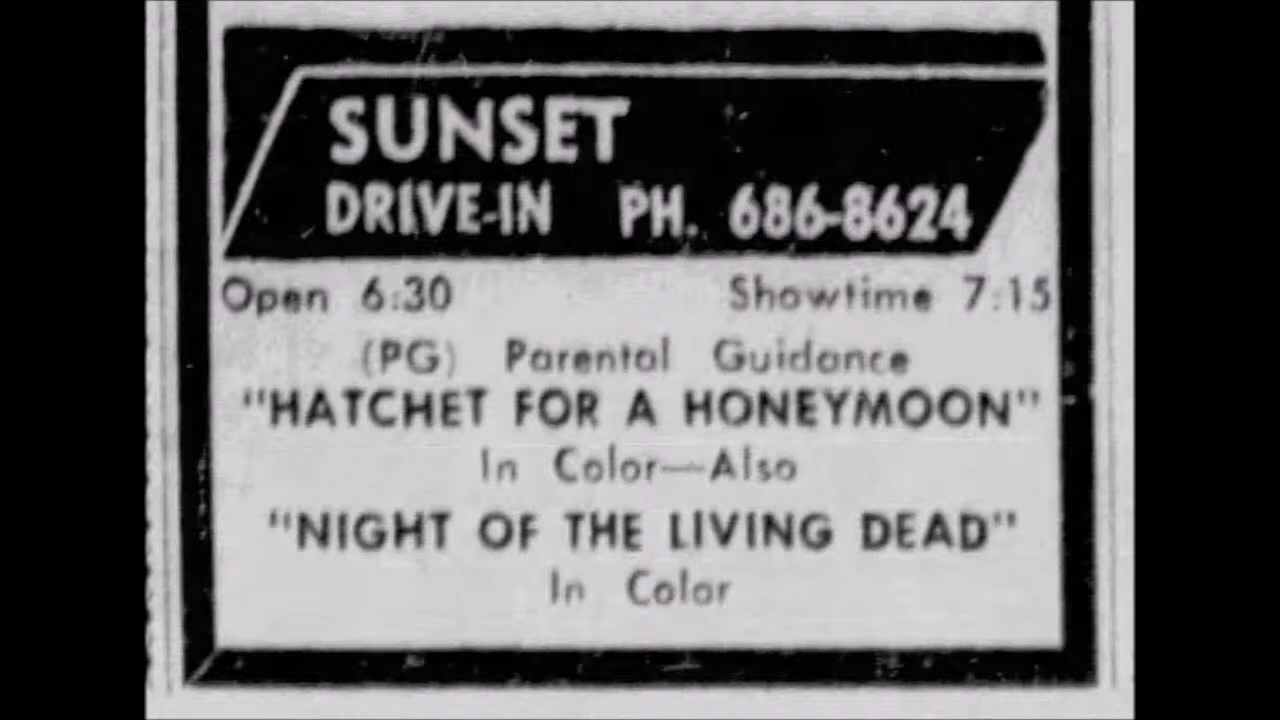 SUNSET
DRIVE-IN PH. 686-8624
Open 6:30 Showtime 7:15
(PG) Parental Guidance
"HATCHET FOR A HONEYMOON"
In Color—Also
"NIGHT OF THE LIVING DEAD"
In Color